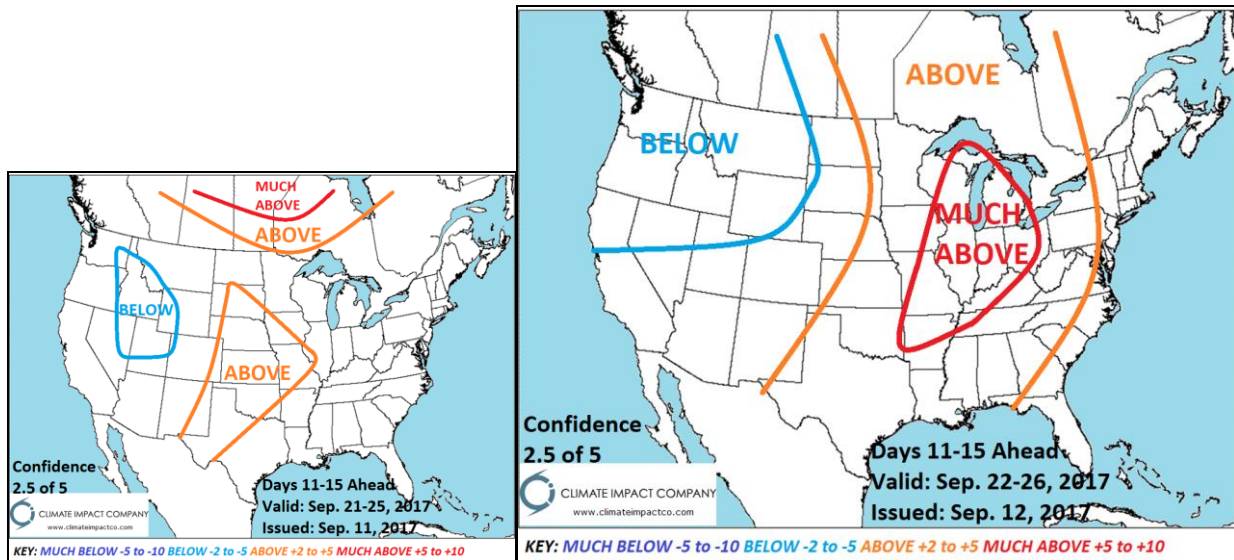 MUCH
ABOVE
ABOVE
BELOW
ABOVE
Confidence
2.5 of 5
CLIMATE IMPACT COMPANY
www.climateimpactco.com
Days 11-15 Ahead
Valid: Sep. 21-25, 2017
Issued: Sep. 11, 2017
KEY: MUCH BELOW -5 to -10 BELOW -2 to -5 ABOVE +2 to +5 MUCH ABOVE +5 to +10
ABOVE
BELOW
MUCH
ABOVE
Confidence
2.5 of 5
CLIMATE IMPACT COMPANY
www.climateimpactco.com
Days 11-15 Ahead
Valid: Sep. 22-26, 2017
Issued: Sep. 12, 2017
KEY: MUCH BELOW -5 to -10 BELOW -2 to -5 ABOVE +2 to +5 MUCH ABOVE +5 to +10